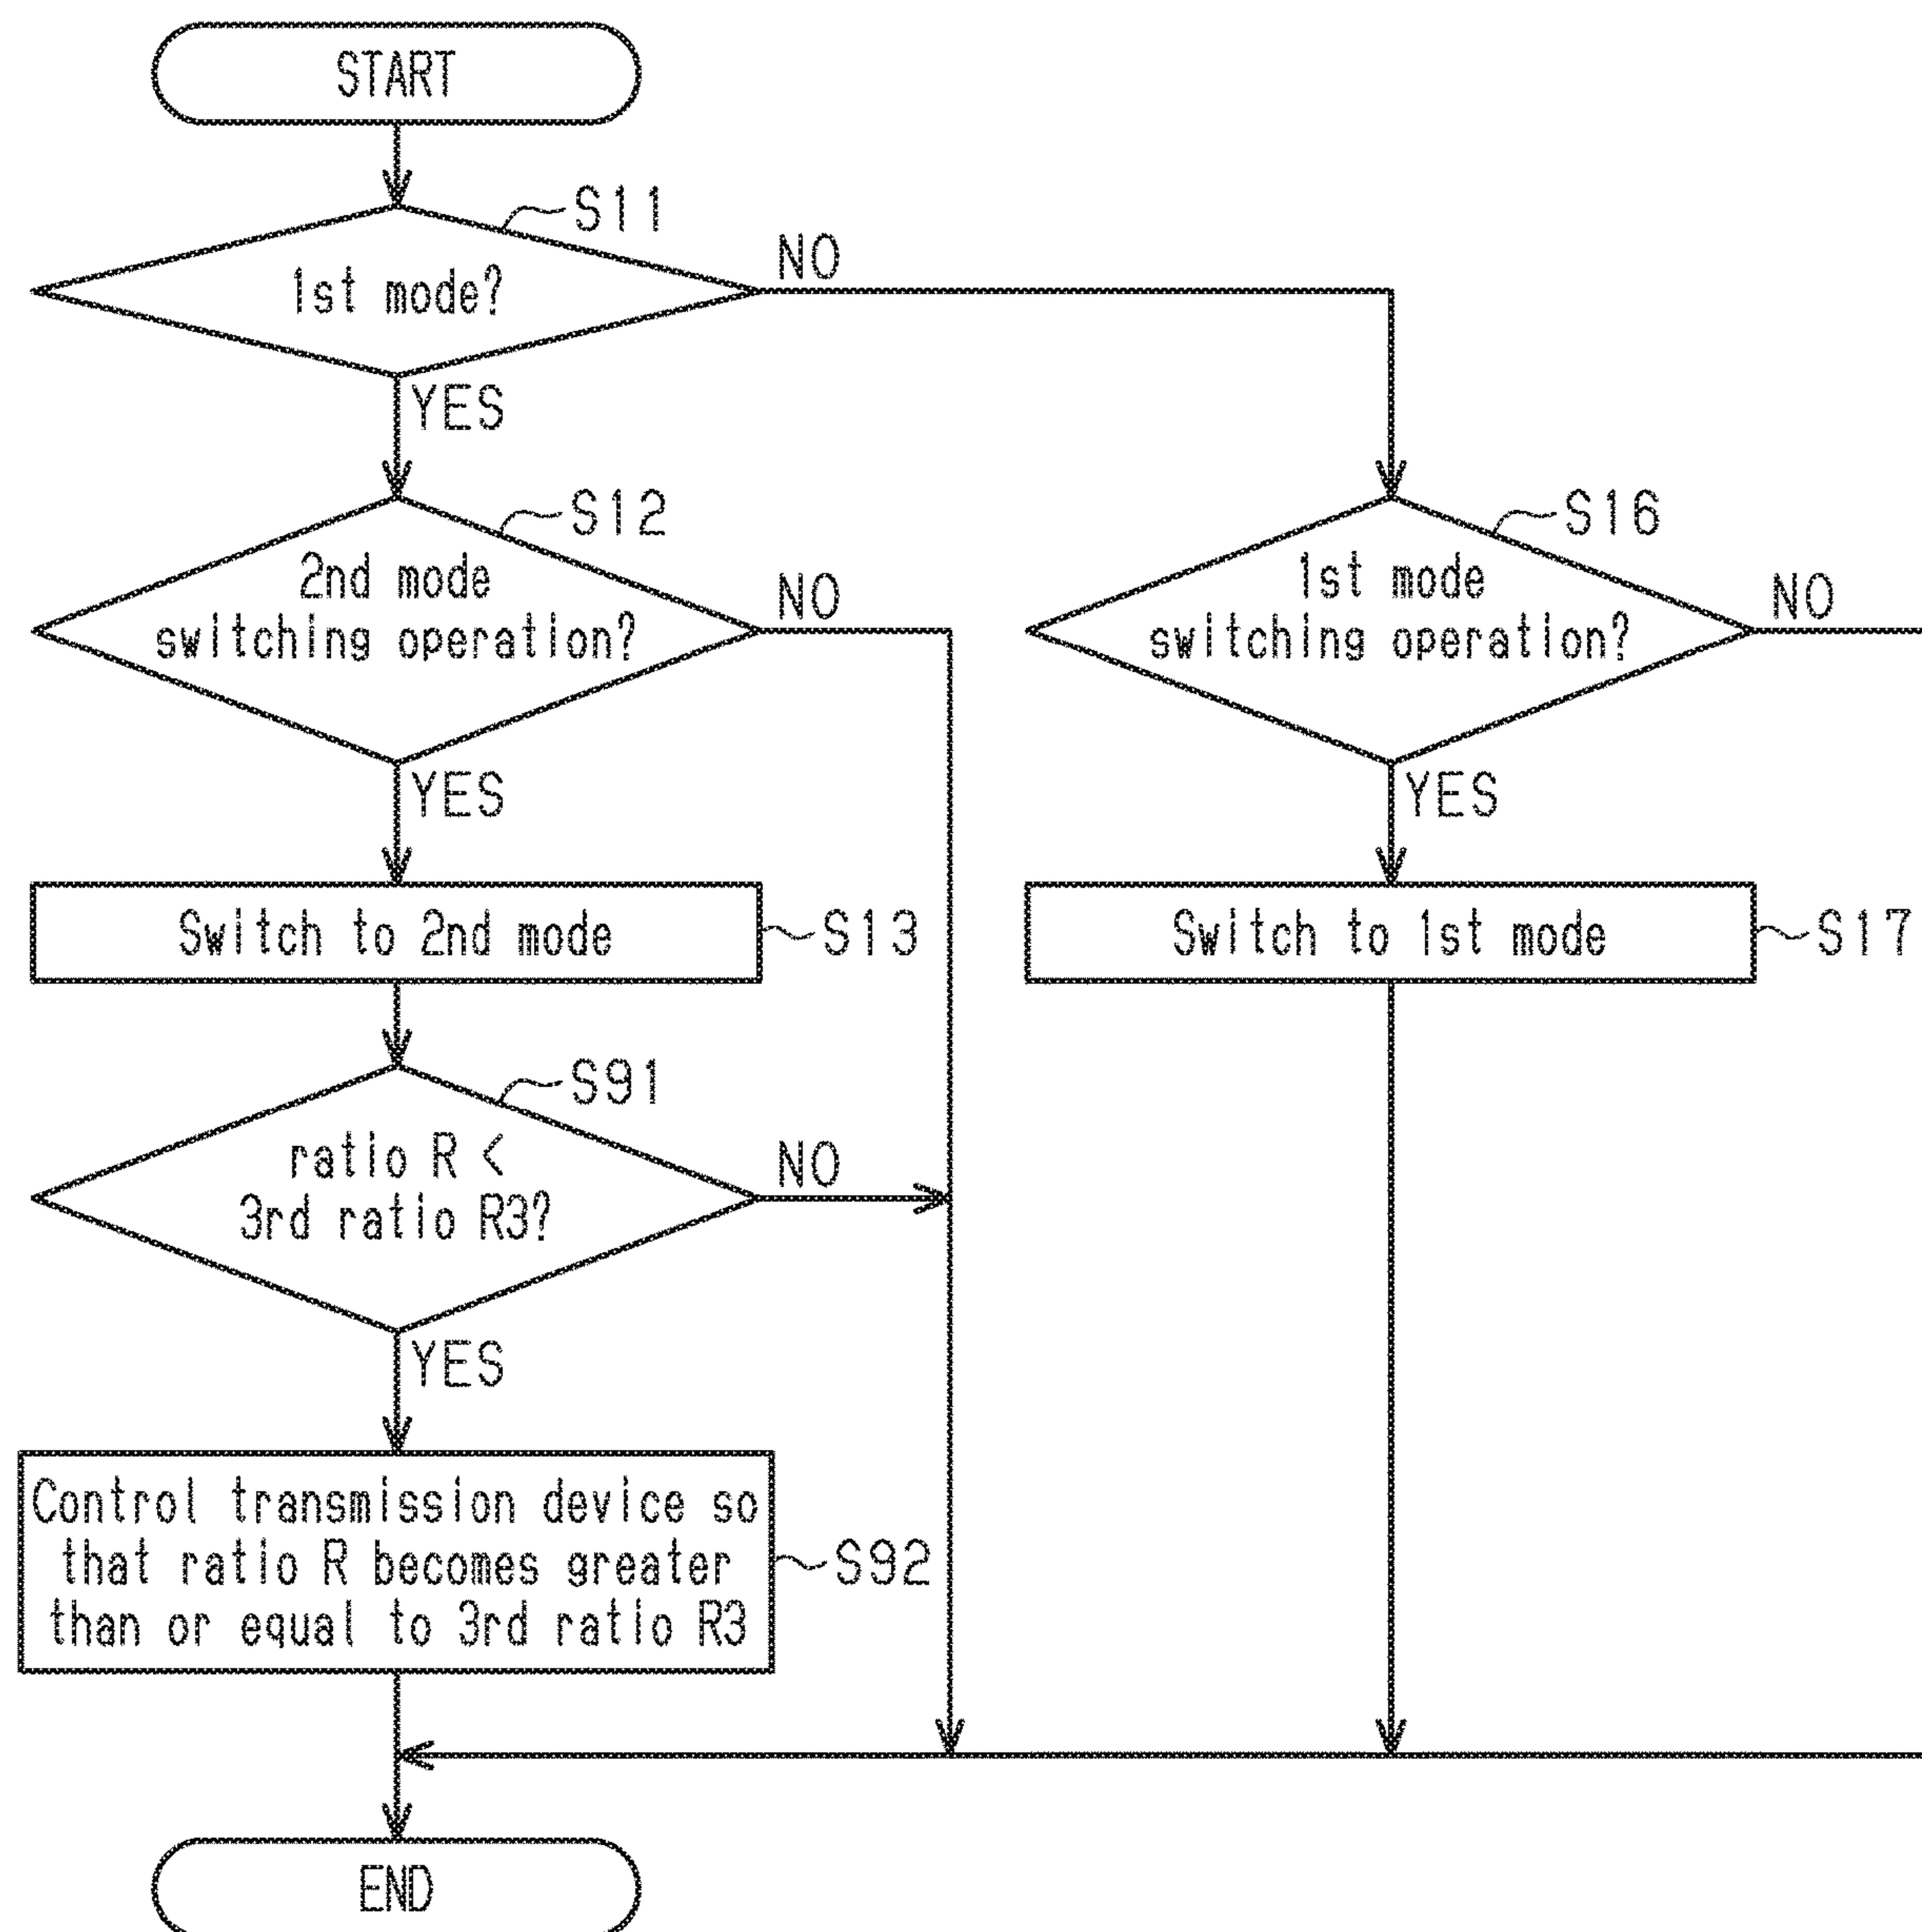 START
S11
1st mode?
NO
YES
S12
2nd mode
switching operation?
NO
YES
S16
1st mode
switching operation?
NO
YES
Switch to 2nd mode
S13
Switch to 1st mode
S17
S91
ratio R <
3rd ratio R3?
NO
YES
Control transmission device so
that ratio R becomes greater
than or equal to 3rd ratio R3
S92
END